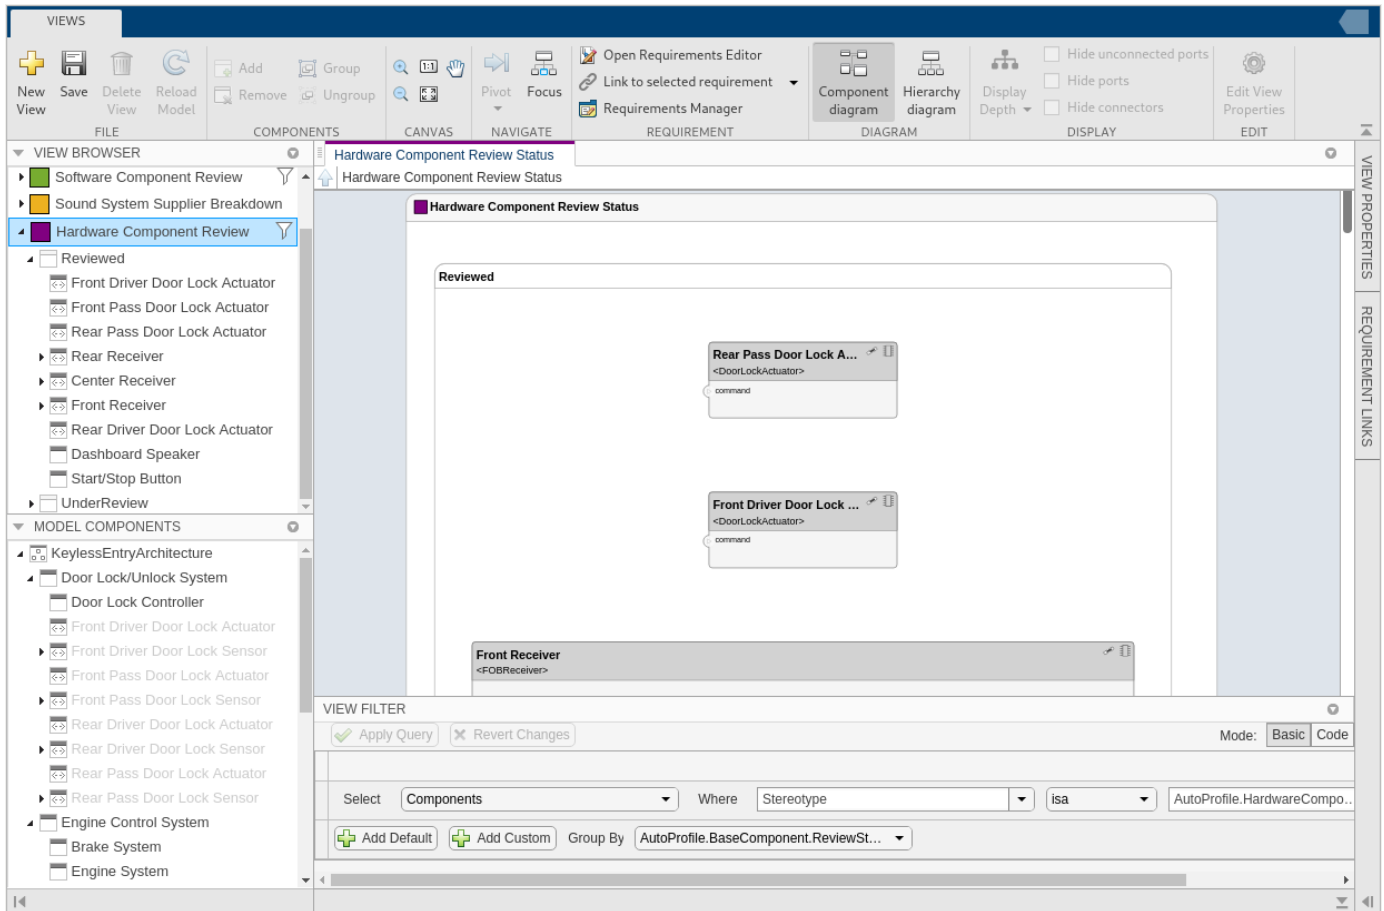 VIEWS
New View
Save
Delete View
Reload Model
FILE
Add
Remove
Group
Ungroup
COMPONENTS
1:1
CANVAS
Pivot
Focus
NAVIGATE
Open Requirements Editor
Link to selected requirement
Requirements Manager
REQUIREMENT
Component diagram
Hierarchy diagram
DIAGRAM
Display Depth
Hide unconnected ports
Hide ports
Hide connectors
DISPLAY
Edit View Properties
EDIT
VIEW BROWSER
Software Component Review
Sound System Supplier Breakdown
Hardware Component Review
Reviewed
Front Driver Door Lock Actuator
Front Pass Door Lock Actuator
Rear Pass Door Lock Actuator
Rear Receiver
Center Receiver
Front Receiver
Rear Driver Door Lock Actuator
Dashboard Speaker
Start/Stop Button
UnderReview
MODEL COMPONENTS
KeylessEntryArchitecture
Door Lock/Unlock System
Door Lock Controller
Front Driver Door Lock Actuator
Front Driver Door Lock Sensor
Front Pass Door Lock Actuator
Front Pass Door Lock Sensor
Rear Driver Door Lock Actuator
Rear Driver Door Lock Sensor
Rear Pass Door Lock Actuator
Rear Pass Door Lock Sensor
Engine Control System
Brake System
Engine System
Hardware Component Review Status
Hardware Component Review Status
Hardware Component Review Status
Reviewed
Rear Pass Door Lock A...
<DoorLockActuator>
command
Front Driver Door Lock ...
<DoorLockActuator>
command
Front Receiver
<FOBReceiver>
VIEW FILTER
Apply Query
Revert Changes
Mode: Basic Code
Select Components Where Stereotype isa AutoProfile.HardwareCompo...
Add Default Add Custom Group By AutoProfile.BaseComponent.ReviewSt...
VIEW PROPERTIES
REQUIREMENT LINKS